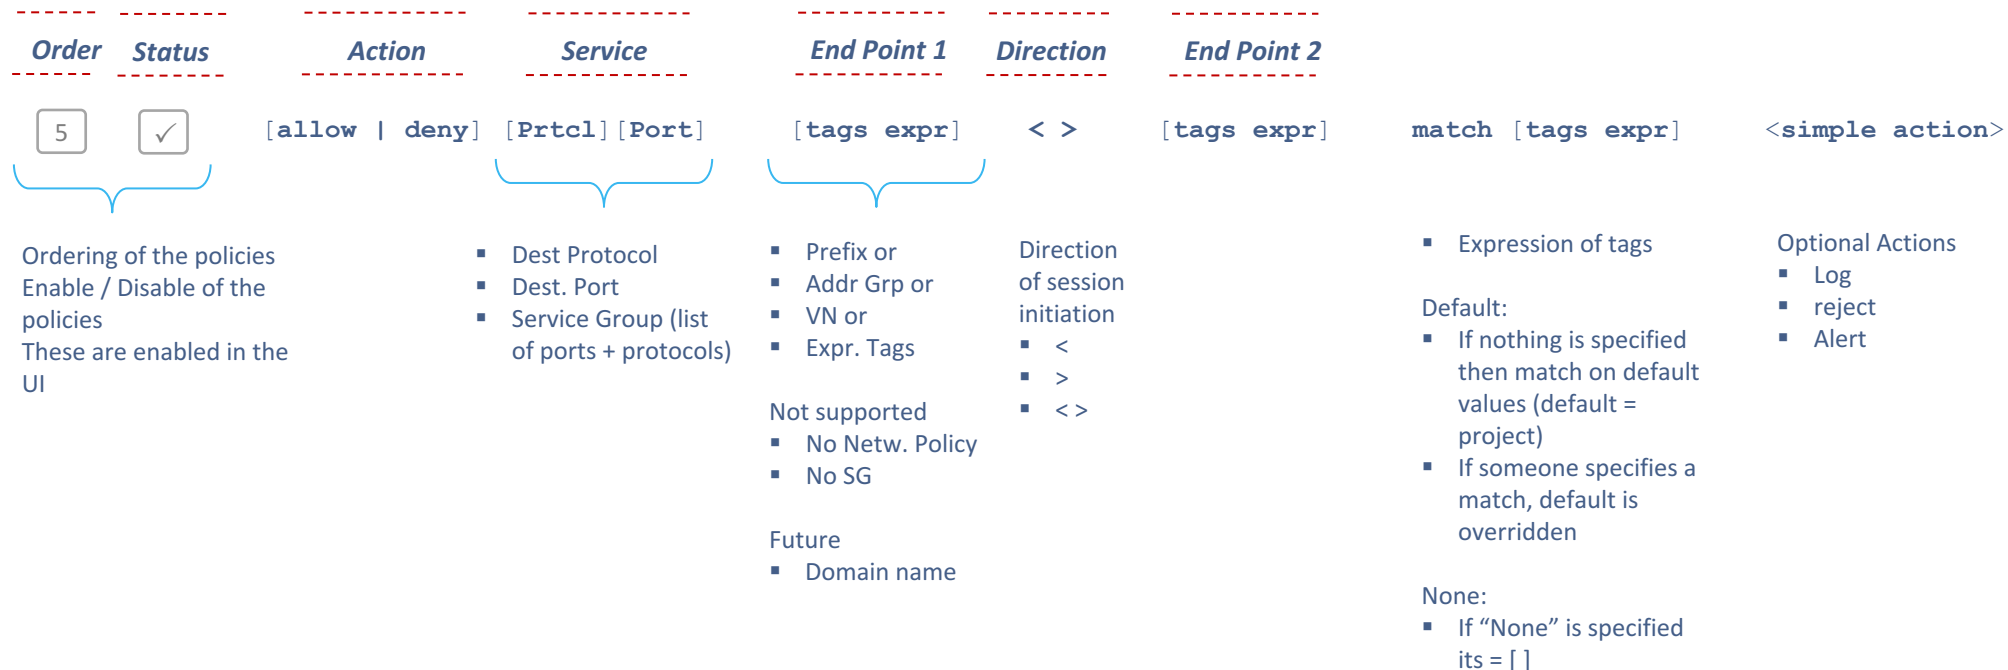 Order Status Action Service End Point 1 Direction End Point 2
5 ✓ [allow | deny] [Prtcl][Port] [tags expr] < > [tags expr] match [tags expr] <simple action>
Ordering of the policies
Enable / Disable of the
policies
These are enabled in the
UI
▪ Dest Protocol
▪ Dest. Port
▪ Service Group (list
of ports + protocols)
▪ Prefix or
▪ Addr Grp or
▪ VN or
▪ Expr. Tags
Not supported
▪ No Netw. Policy
▪ No SG
Future
▪ Domain name
Direction
of session
initiation
▪ <
▪ >
▪ < >
▪ Expression of tags
Default:
▪ If nothing is specified
then match on default
values (default =
project)
▪ If someone specifies a
match, default is
overridden
None:
▪ If “None” is specified
its = [ ]
Optional Actions
▪ Log
▪ reject
▪ Alert